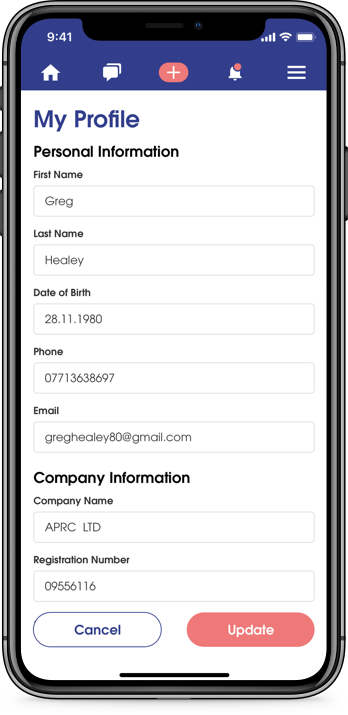 9:41
My Profile
Personal Information
First Name
Greg
Last Name
Healey
Date of Birth
28.11.1980
Phone
07713638697
Email
greghealey80@gmail.com
Company Information
Company Name
APRC LTD
Registration Number
09556116
Cancel Update